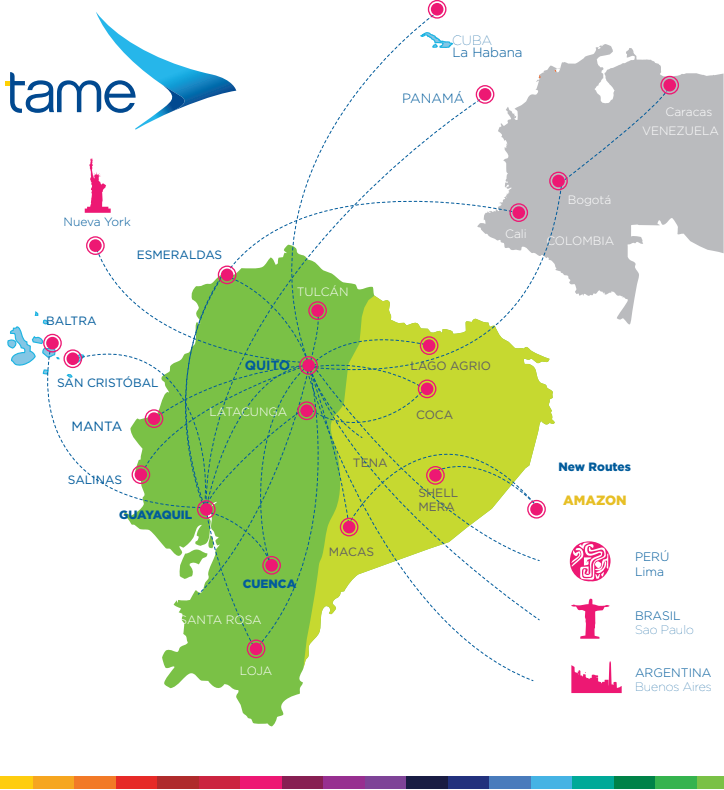 CUBA
La Habana
tame
PANAMÁ
Caracas
VENEZUELA
Bogotá
Nueva York
Cali
COLOMBIA
ESMERALDAS
TULCÁN
BALTRA
QUITO
LAGO AGRIO
SAN CRISTÓBAL
LATACUNGA
COCA
MANTA
TENA
New Routes
SALINAS
SHELL
MERA
AMAZON
GUAYAQUIL
MACAS
PERÚ
Lima
CUENCA
SANTA ROSA
BRASIL
Sao Paulo
LOJA
ARGENTINA
Buenos Aires